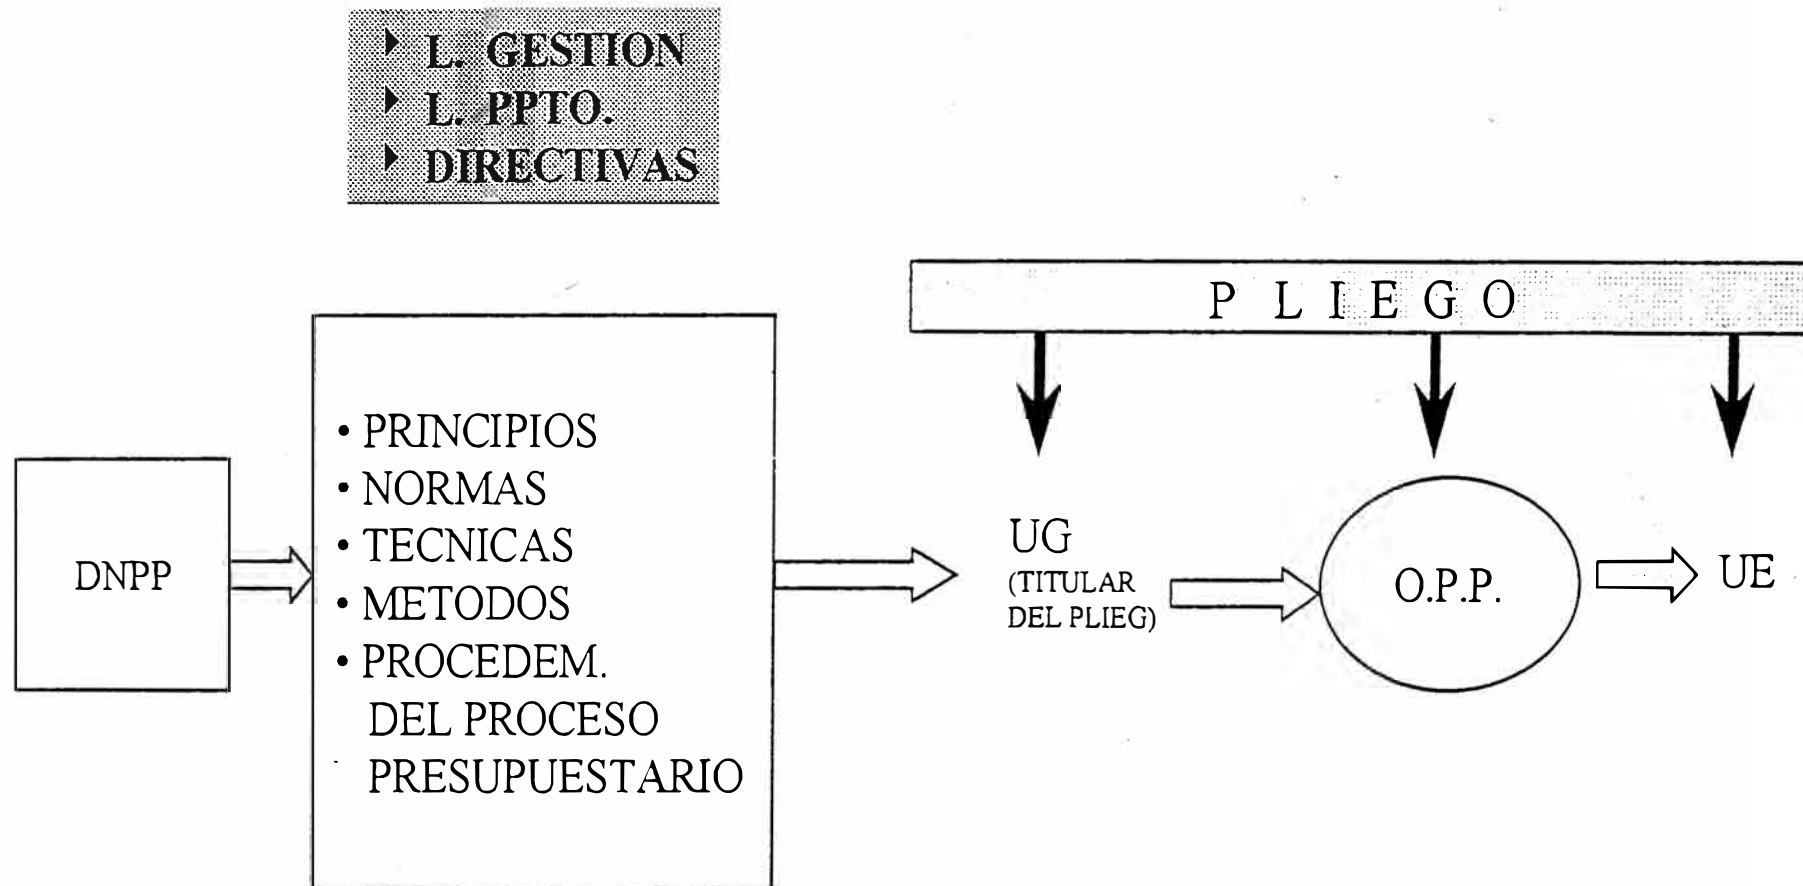 L. GESTION
L. PPTO.
DIRECTIVAS
P L I E G O
DNPP
• PRINCIPIOS
• NORMAS
• TECNICAS
• METODOS
• PROCEDEM.
DEL PROCESO
PRESUPUESTARIO
UG
(TITULAR
DEL PLIEG)
O.P.P.
UE